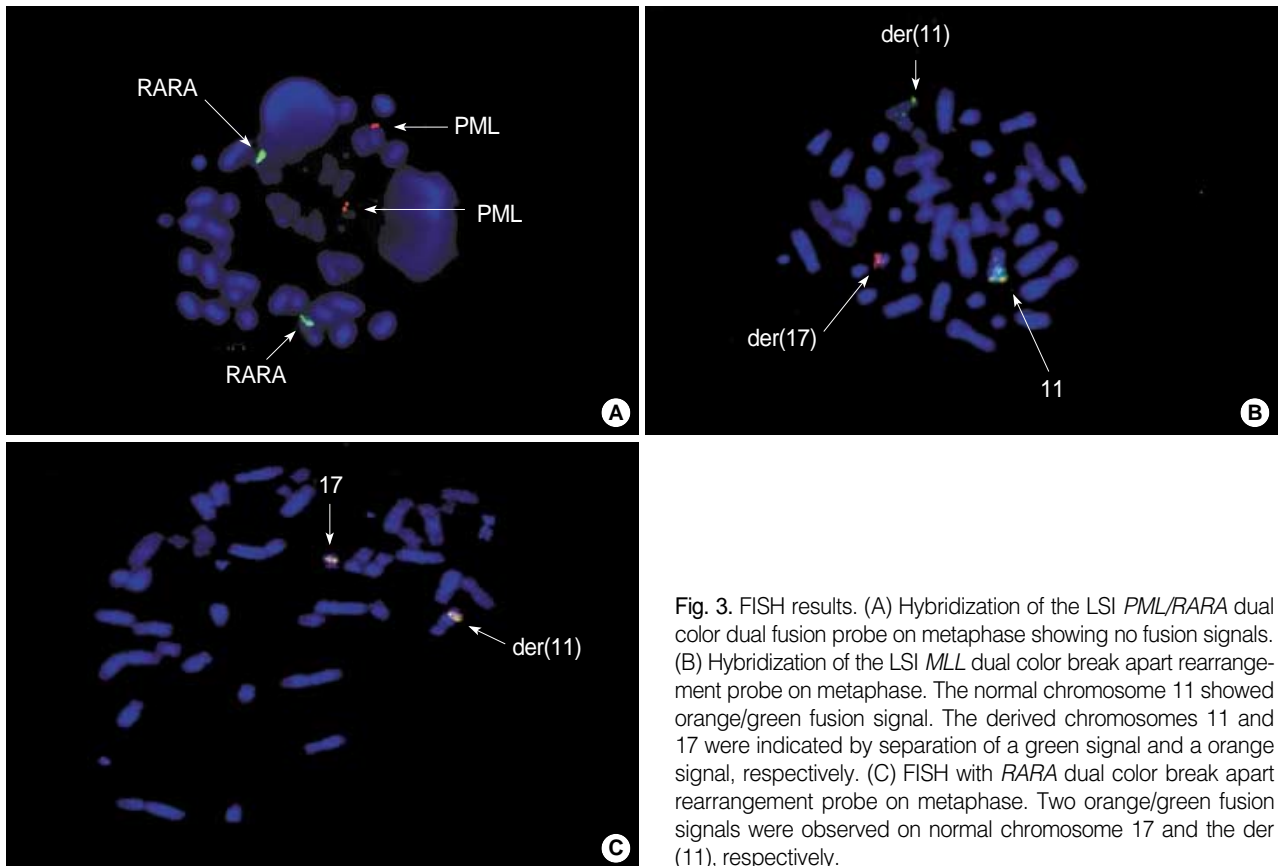 RARA
PML
PML
RARA
A
der(11)
der(17)
11
B
17
der(11)
C
Fig. 3. FISH results. (A) Hybridization of the LSI PML/RARA dual
color dual fusion probe on metaphase showing no fusion signals.
(B) Hybridization of the LSI MLL dual color break apart rearrange-
ment probe on metaphase. The normal chromosome 11 showed
orange/green fusion signal. The derived chromosomes 11 and
17 were indicated by separation of a green signal and a orange
signal, respectively. (C) FISH with RARA dual color break apart
rearrangement probe on metaphase. Two orange/green fusion
signals were observed on normal chromosome 17 and the der
(11), respectively.